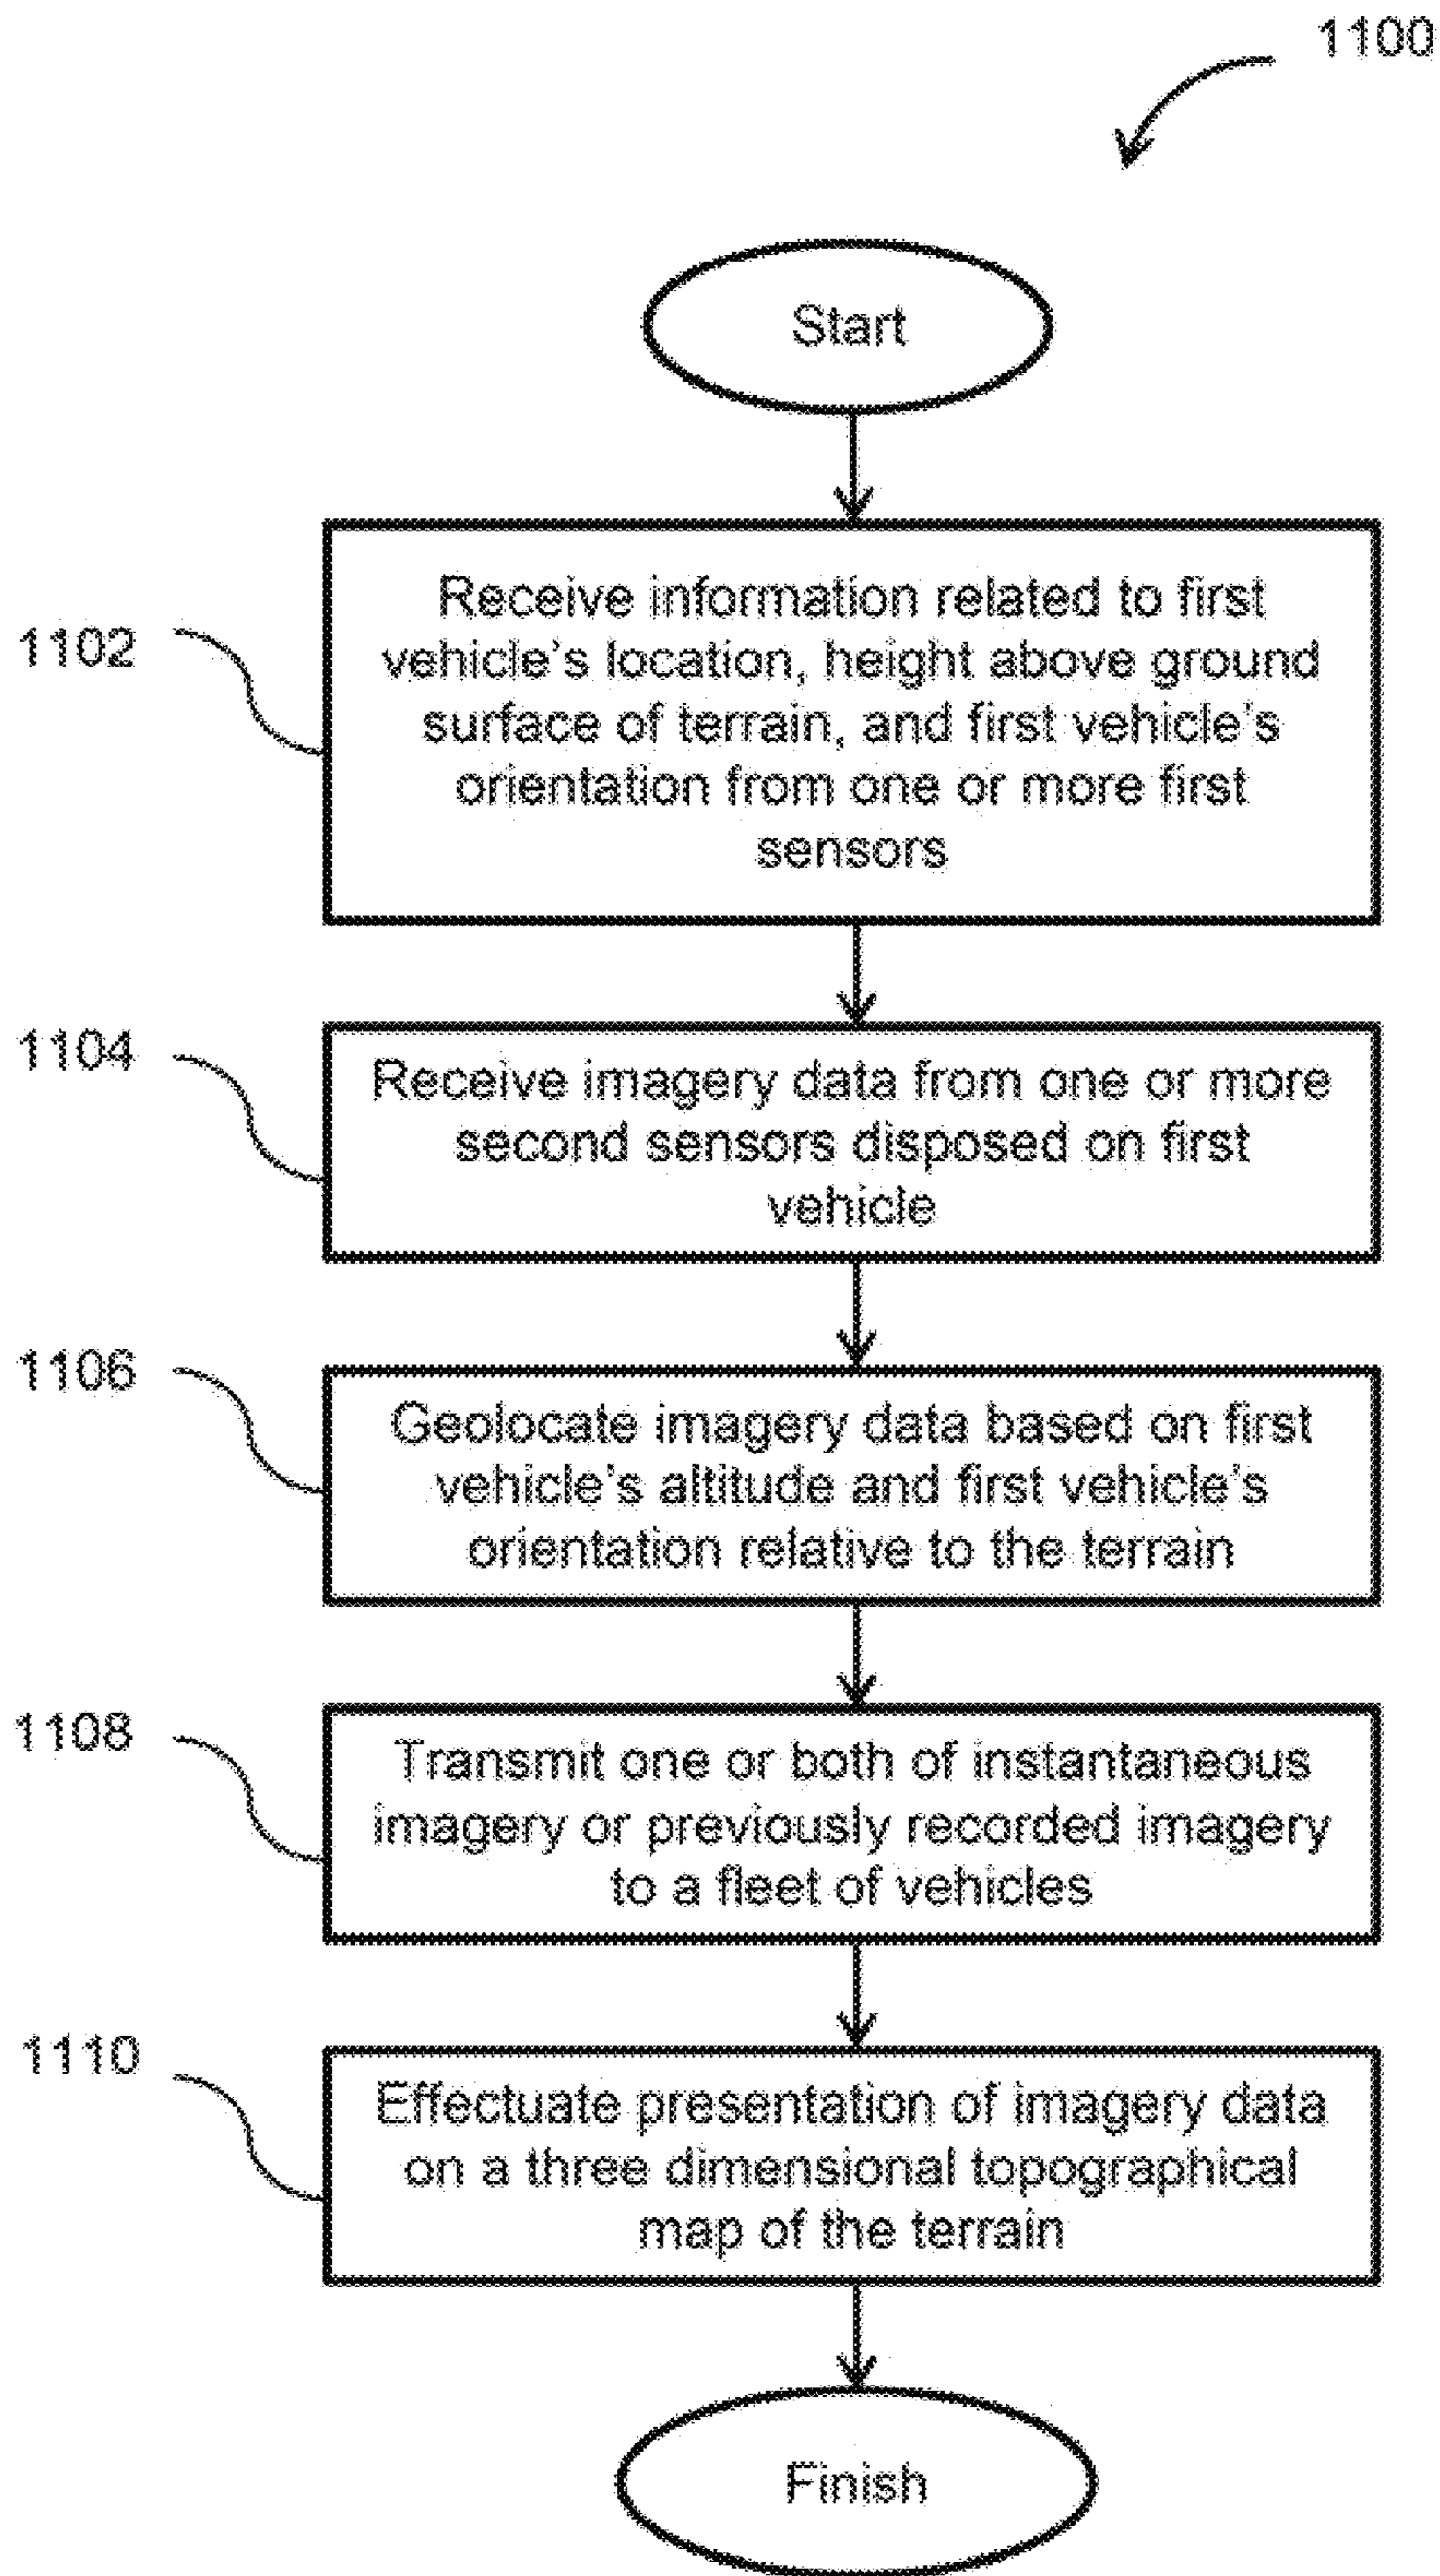 1100
Start
1102
Receive information related to first
vehicle's location, height above ground
surface of terrain, and first vehicle's
orientation from one or more first
sensors
1104
Receive imagery data from one or more
second sensors disposed on first
vehicle
1106
Geolocate imagery data based on first
vehicle's altitude and first vehicle's
orientation relative to the terrain
1108
Transmit one or both of instantaneous
imagery or previously recorded imagery
to a fleet of vehicles
1110
Effectuate presentation of imagery data
on a three dimensional topographical
map of the terrain
Finish